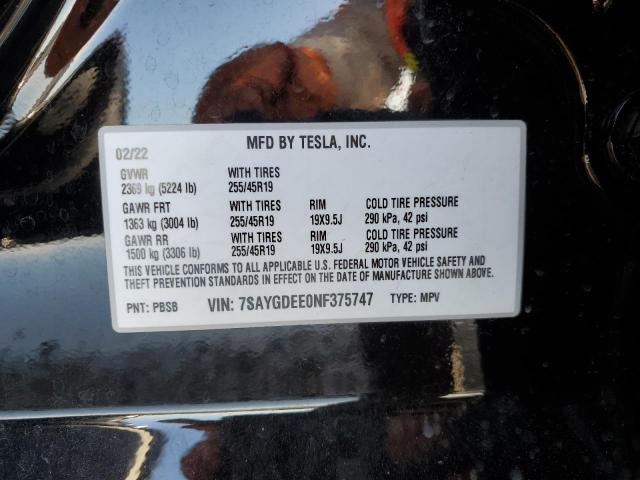 02/22 MFD BY TESLA, INC.
GVWR WITH TIRES
2369 kg (5224 lb) 255/45R19
GAWR FRT WITH TIRES RIM COLD TIRE PRESSURE
1363 kg (3004 lb) 255/45R19 19X9.5J 290 kPa, 42 psi
GAWR RR WITH TIRES RIM COLD TIRE PRESSURE
1500 kg (3306 lb) 255/45R19 19X9.5J 290 kPa, 42 psi
THIS VEHICLE CONFORMS TO ALL APPLICABLE U.S. FEDERAL MOTOR VEHICLE SAFETY AND
THEFT PREVENTION STANDARDS IN EFFECT ON THE DATE OF MANUFACTURE SHOWN ABOVE.
PNT: PBSB VIN: 7SAYGDEE0NF375747 TYPE: MPV